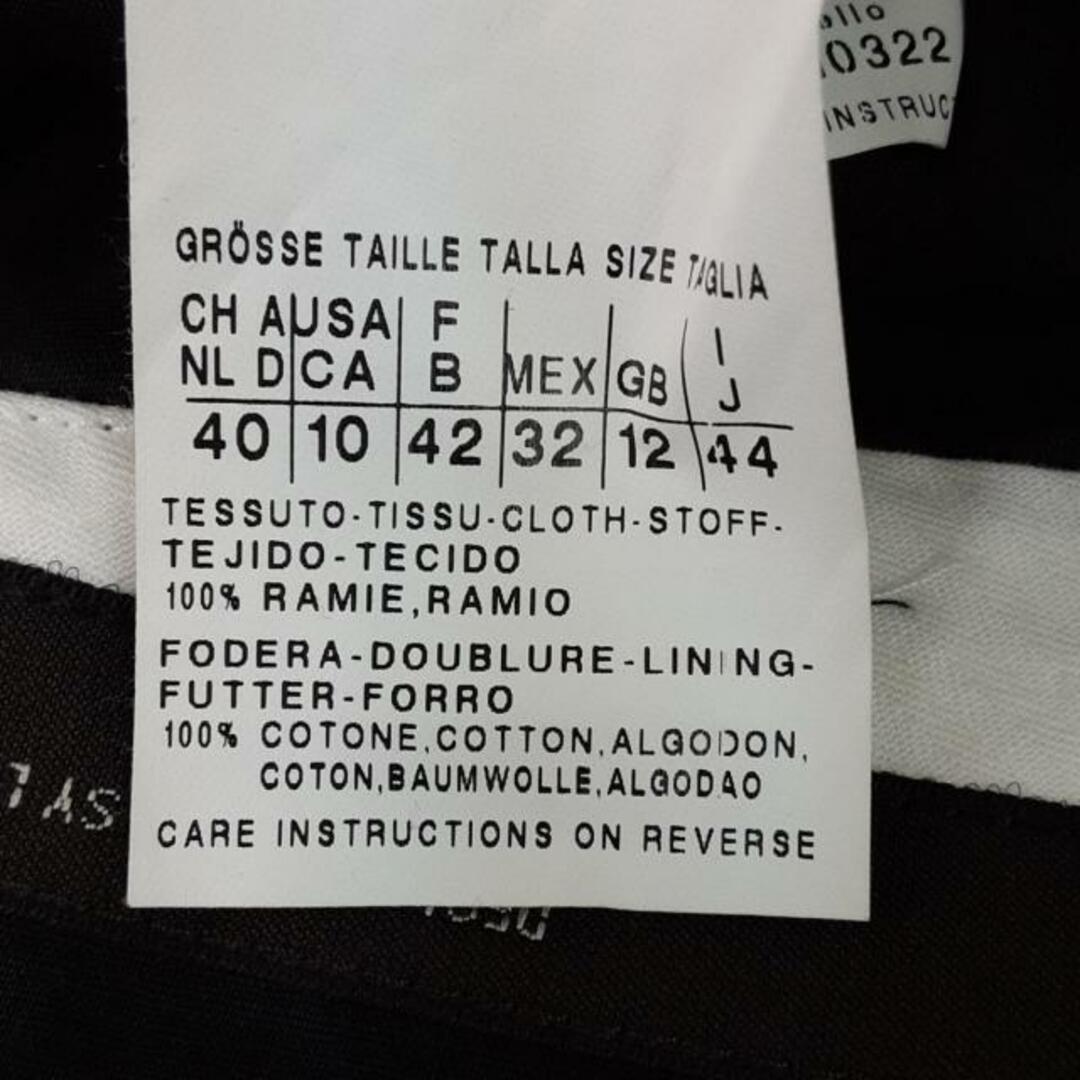 0322
INSTRUC
GRÖSSE TAILLE TALLA SIZE TAGLIA
CH A USA F I
NL D CA B MEX GB J
40 10 42 32 12 44
TESSUTO-TISSU-CLOTH-STOFF-
TEJIDO-TECIDO
100% RAMIE,RAMIO
FODERA-DOUBLURE-LINING-
FUTTER-FORRO
100% COTONE,COTTON,ALGODON,
COTON,BAUMWOLLE,ALGODAO
CARE INSTRUCTIONS ON REVERSE